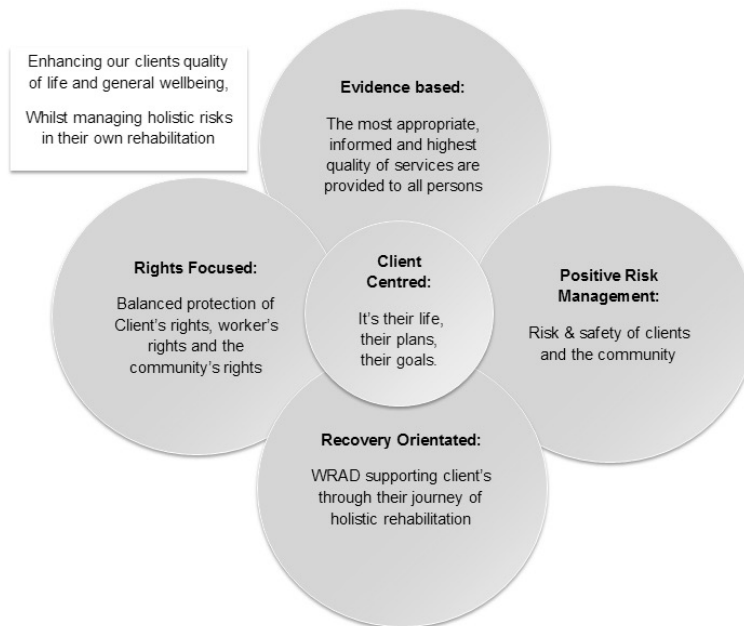 Enhancing our clients quality
of life and general wellbeing,
Whilst managing holistic risks
in their own rehabilitation
Evidence based:
The most appropriate,
informed and highest
quality of services are
provided to all persons
Rights Focused:
Balanced protection of
Client's rights, worker's
rights and the
community's rights
Client
Centred:
It's their life,
their plans,
their goals.
Positive Risk
Management:
Risk & safety of clients
and the community
Recovery Orientated:
WRAD supporting client's
through their journey of
holistic rehabilitation